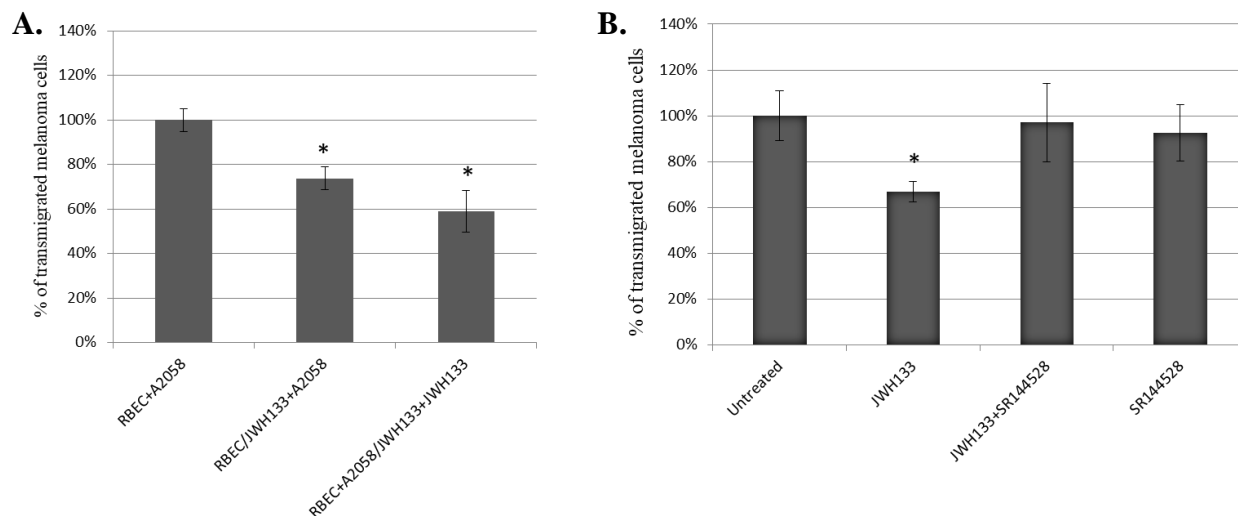 A.
% of transmigrated melanoma cells
140%
120%
100%
80%
60%
40%
20%
0%
*
*
RBEC+A2058
RBEC/JWH133+A2058
RBEC+A2058/JWH133+JWH133
B.
% of transmigrated melanoma cells
140%
120%
100%
80%
60%
40%
20%
0%
*
Untreated
JWH133
JWH133+SR144528
SR144528